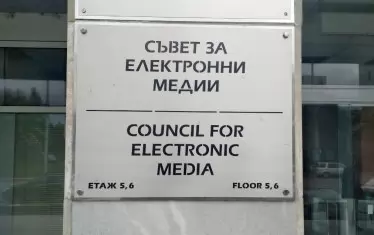 СЪВЕТ ЗА
ЕЛЕКТРОННИ
МЕДИИ
COUNCIL FOR
ELECTRONIC
MEDIA
ЕТАЖ 5,6 FLOOR 5,6